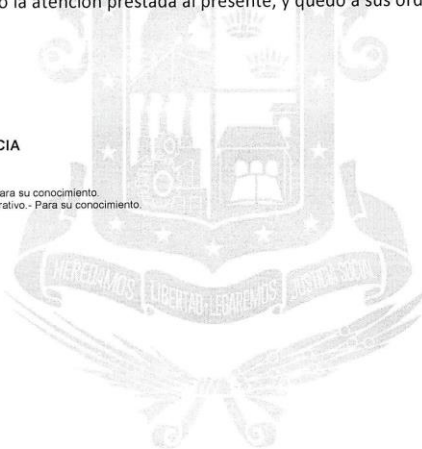 o la atención prestada al presente, y quedo a sus
CIA
ara su conocimiento.
rativo.- Para su conocimiento.
HEREDAMOS LIBERTAD Y LEGAREMOS JUSTICIA SOCIAL